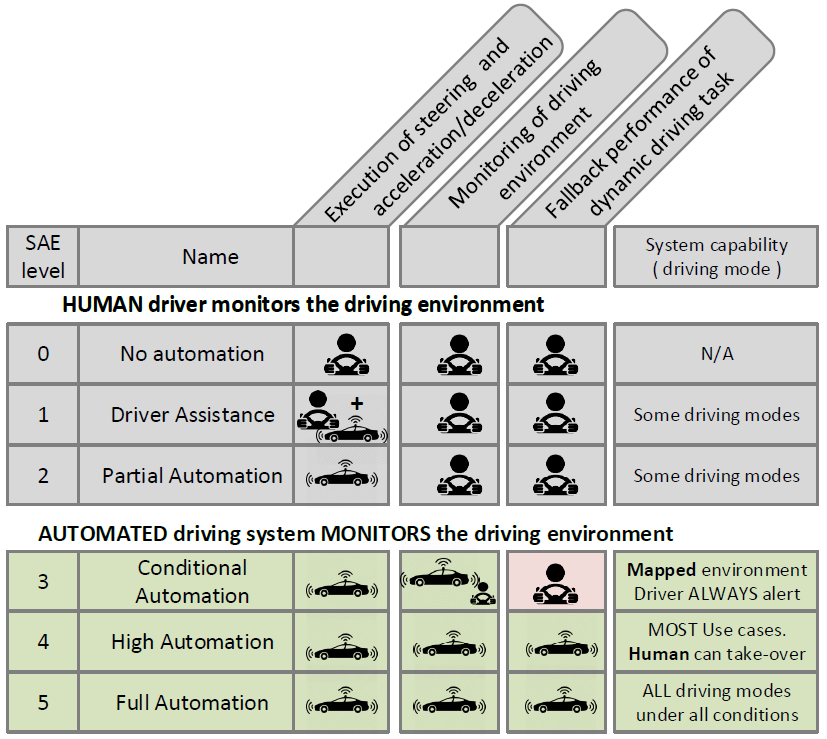 Execution of steering and
acceleration/deceleration
Monitoring of driving
environment
Fallback performance of
dynamic driving task
SAE
level
Name
System capability
( driving mode )
HUMAN driver monitors the driving environment
0
No automation
N/A
1
Driver Assistance
+
Some driving modes
2
Partial Automation
Some driving modes
AUTOMATED driving system MONITORS the driving environment
3
Conditional
Automation
Mapped environment
Driver ALWAYS alert
4
High Automation
MOST Use cases.
Human can take-over
5
Full Automation
ALL driving modes
under all conditions